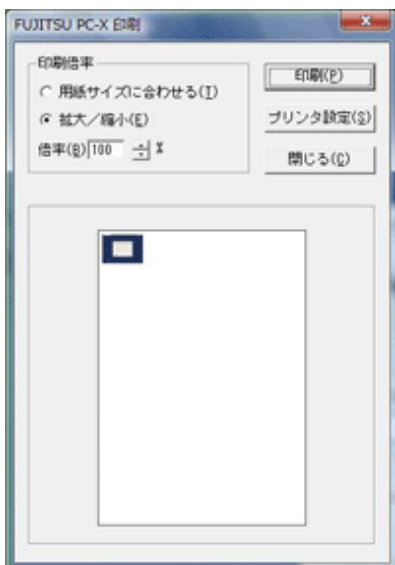 FUJITSU PC-X 印刷
印刷倍率
用紙サイズに合わせる(I)
拡大／縮小(E)
倍率(B) 100 %
印刷(P)
プリンタ設定(S)
閉じる(C)